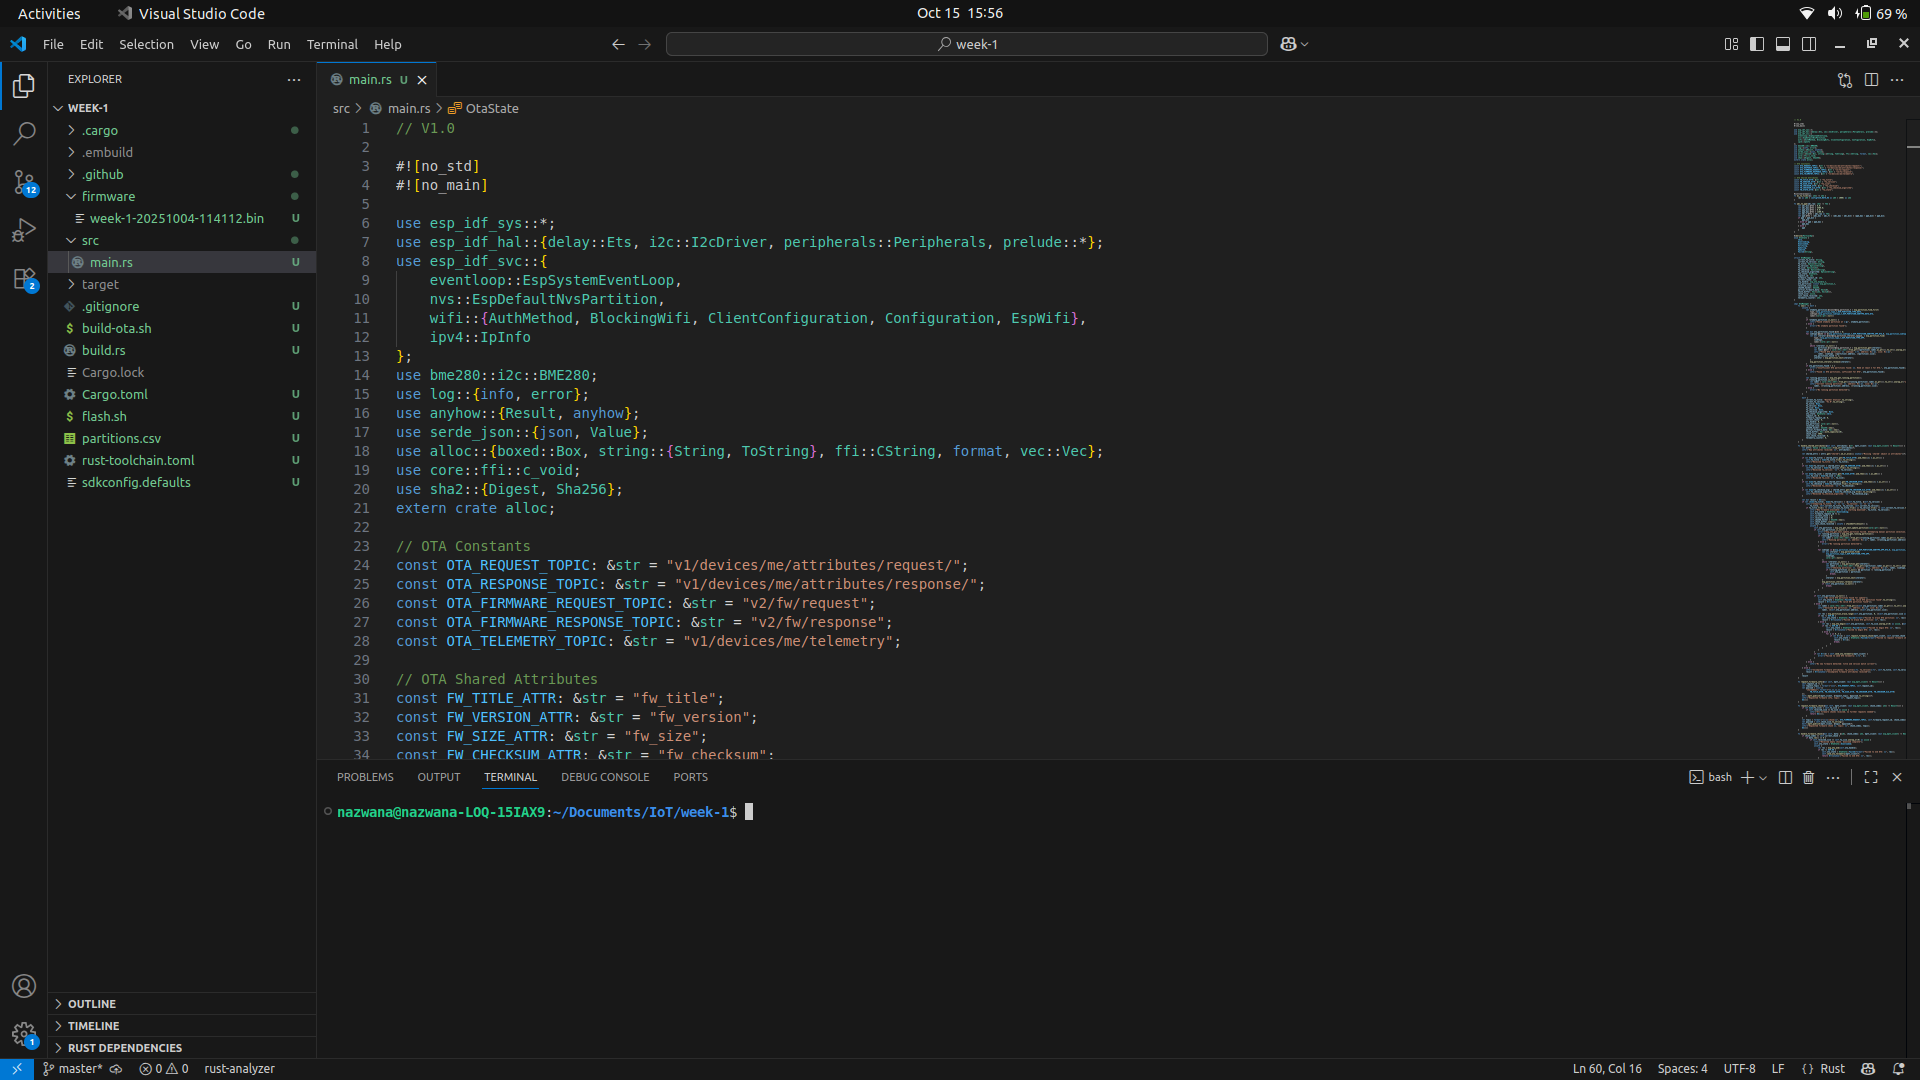 Activities
Visual Studio Code
Oct 15 15:56
69 %
File Edit Selection View Go Run Terminal Help
week-1
EXPLORER
WEEK-1
.cargo
.embuild
.github
firmware
week-1-20251004-114112.bin U
src
main.rs U
target
.gitignore U
build-ota.sh U
build.rs U
Cargo.lock
Cargo.toml U
flash.sh U
partitions.csv U
rust-toolchain.toml U
sdkconfig.defaults U
OUTLINE
TIMELINE
RUST DEPENDENCIES
12
2
1
main.rs U
src > main.rs > OtaState
1 // V1.0
2
3 #![no_std]
4 #![no_main]
5
6 use esp_idf_sys::*;
7 use esp_idf_hal::{delay::Ets, i2c::I2cDriver, peripherals::Peripherals, prelude::*};
8 use esp_idf_svc::{
9     eventloop::EspSystemEventLoop,
10     nvs::EspDefaultNvsPartition,
11     wifi::{AuthMethod, BlockingWifi, ClientConfiguration, Configuration, EspWifi},
12     ipv4::IpInfo
13 };
14 use bme280::i2c::BME280;
15 use log::{info, error};
16 use anyhow::{Result, anyhow};
17 use serde_json::{json, Value};
18 use alloc::{boxed::Box, string::{String, ToString}, ffi::CString, format, vec::Vec};
19 use core::ffi::c_void;
20 use sha2::{Digest, Sha256};
21 extern crate alloc;
22
23 // OTA Constants
24 const OTA_REQUEST_TOPIC: &str = "v1/devices/me/attributes/request/";
25 const OTA_RESPONSE_TOPIC: &str = "v1/devices/me/attributes/response/";
26 const OTA_FIRMWARE_REQUEST_TOPIC: &str = "v2/fw/request";
27 const OTA_FIRMWARE_RESPONSE_TOPIC: &str = "v2/fw/response";
28 const OTA_TELEMETRY_TOPIC: &str = "v1/devices/me/telemetry";
29
30 // OTA Shared Attributes
31 const FW_TITLE_ATTR: &str = "fw_title";
32 const FW_VERSION_ATTR: &str = "fw_version";
33 const FW_SIZE_ATTR: &str = "fw_size";
34 const FW_CHECKSUM_ATTR: &str = "fw_checksum";
PROBLEMS OUTPUT TERMINAL DEBUG CONSOLE PORTS
bash
nazwana@nazwana-LOQ-15IAX9:~/Documents/IoT/week-1$
master* 0 0 rust-analyzer
Ln 60, Col 16 Spaces: 4 UTF-8 LF {} Rust